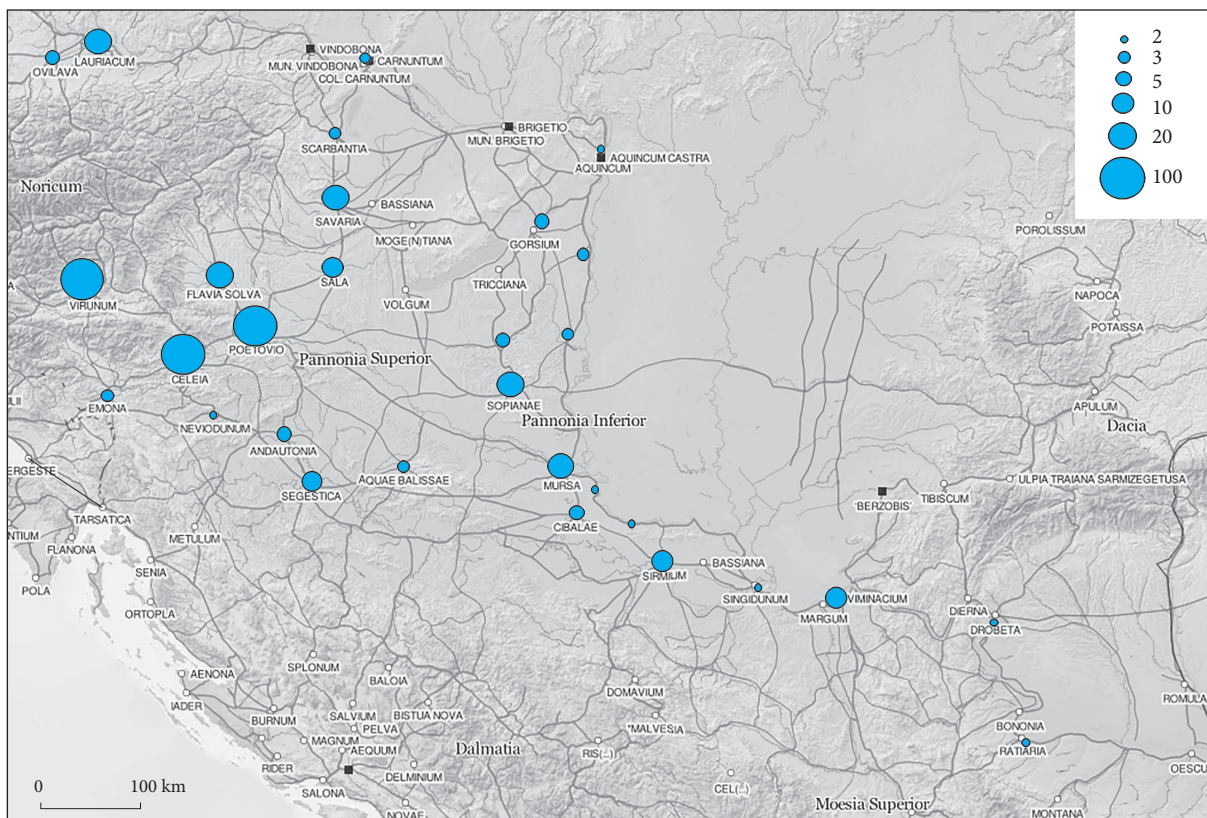 2
3
5
10
20
100
LAURIACUM
OVILAVA
VINDOBONA
MUN. VINDOBONA
CARNUNTUM
COL. CARNUNTUM
SCARBANTIA
BRIGETIO
MUN. BRIGETIO
AQUINCUM CASTRA
AQUINCUM
Noricum
SAVARIA
BASSIANA
MOGE(N)TIANA
GORSIUM
POROLISSUM
VIRUNUM
FLAVIA SOLVA
SALA
TRICCIANA
VOLGUM
NAPOCA
POTAISSA
POETOVIO
Pannonia Superior
CELEIA
EMONA
SOPIANAE
NEVIODUNUM
Pannonia Inferior
APULUM
Dacia
ANDAUTONIA
ERGESTE
SEGESTICA
AQUAE BALISSAE
MURSA
ULPIA TRAIANA SARMIZEGETUSA
TIBISCUM
'BERZOBIS'
TARSATICA
CIBALAE
NTIUM
FLANONA
METULUM
SENIA
POLA
ORTOPLA
SIRMIUM
BASSIANA
SINGIDUNUM
VIMINACIUM
MARGUM
DIERNA
DROBETA
SPLONUM
BALOIA
AENONA
IADER
DOMAVIUM
ROMULA
BURNUM
SALVIUM
BISTUA NOVA
PELVA
"MALVESIA
BONONIA
MAGNUM
AEQUUM
Dalmatia
RIS(...)
RATIARIA
RIDER
DELMINIUM
OESCU
0
100 km
SALONA
CEL(...)
NOVAE
Moesia Superior
MONTANA